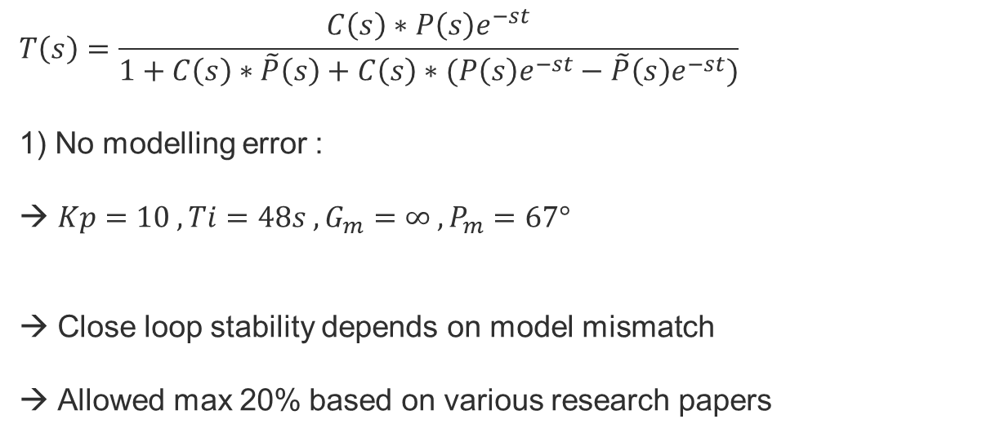 T(s) = \frac{C(s) * P(s)e^{-st}}{1 + C(s) * \tilde{P}(s) + C(s) * (P(s)e^{-st} - \tilde{P}(s)e^{-st})}
1) No modelling error :
→ Kp = 10 , Ti = 48s , G_m = ∞ , P_m = 67°
→ Close loop stability depends on model mismatch
→ Allowed max 20% based on various research papers